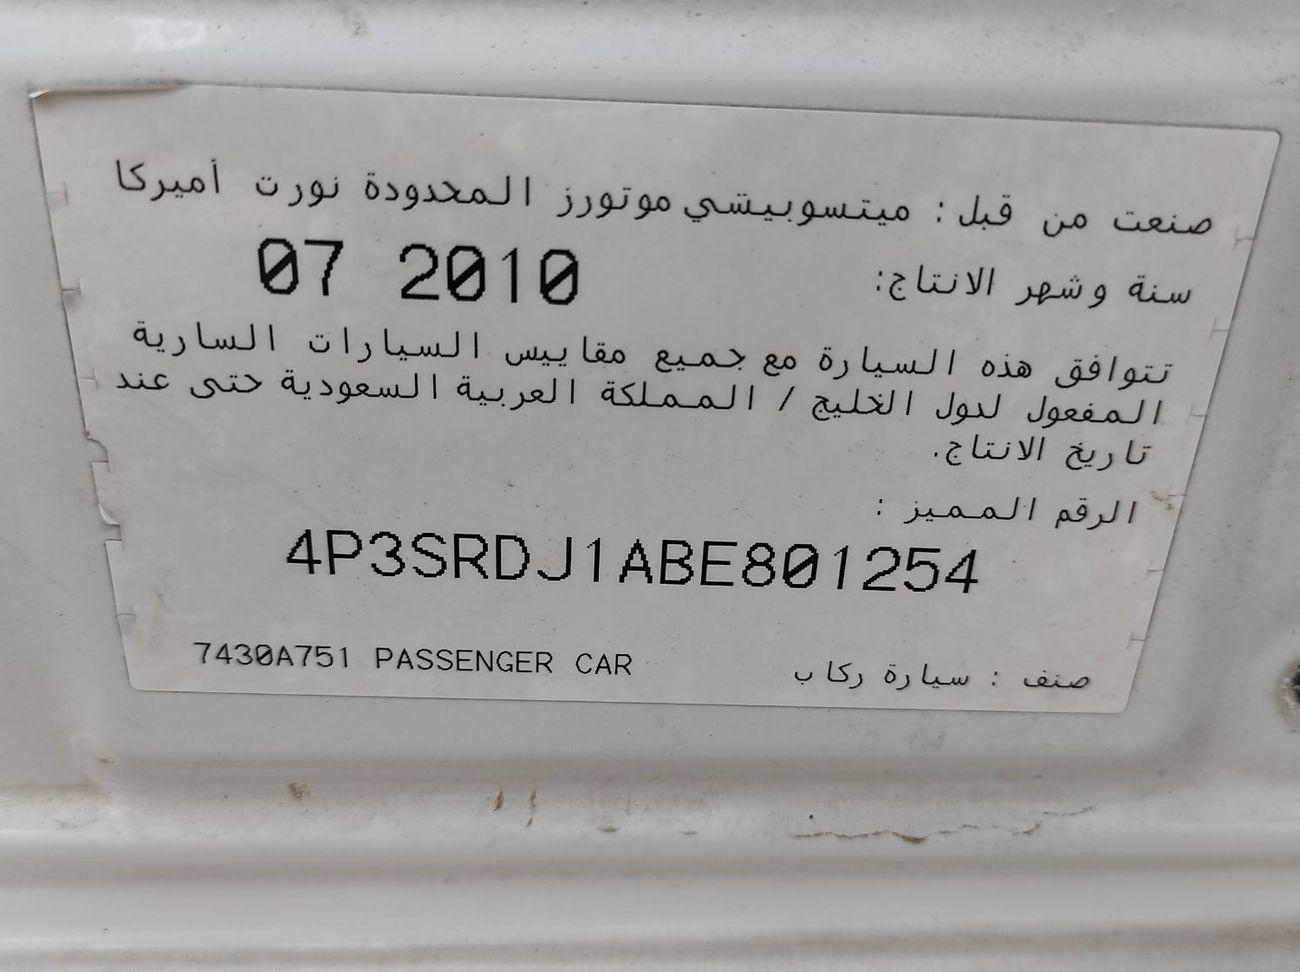 صنعت من قبل: ميتسوبيشي موتورز المحدودة نورت أميركا
سنة وشهر الانتاج: 07 2010
تتوافق هذه السيارة مع جميع مقاييس السيارات السارية
المفعول لدول الخليج / المملكة العربية السعودية حتى عند
تاريخ الانتاج.
الرقم المميز :
4P3SRDJ1ABE801254
صنف : سيارة ركاب 7430A751 PASSENGER CAR